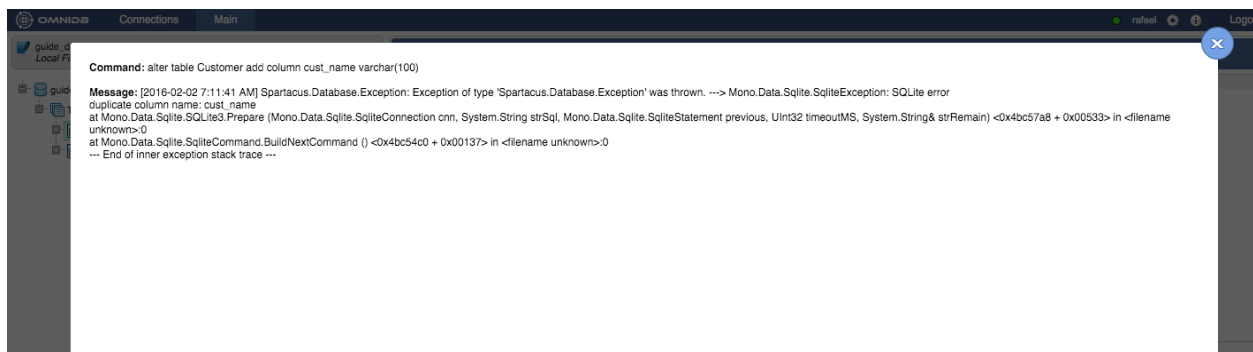 OMNIDB Connections Main rafael Logo
guide_d
Local Fi
Command: alter table Customer add column cust_name varchar(100)
guid
Message: [2016-02-02 7:11:41 AM] Spartacus.Database.Exception: Exception of type 'Spartacus.Database.Exception' was thrown. ---> Mono.Data.Sqlite.SqliteException: SQLite error
duplicate column name: cust_name
at Mono.Data.Sqlite.SQLite3.Prepare (Mono.Data.Sqlite.SqliteConnection cnn, System.String strSql, Mono.Data.Sqlite.SqliteStatement previous, UInt32 timeoutMS, System.String& strRemain) <0x4bc57a8 + 0x00533> in <filename
unknown>:0
at Mono.Data.Sqlite.SqliteCommand.BuildNextCommand () <0x4bc54c0 + 0x00137> in <filename unknown>:0
--- End of inner exception stack trace ---